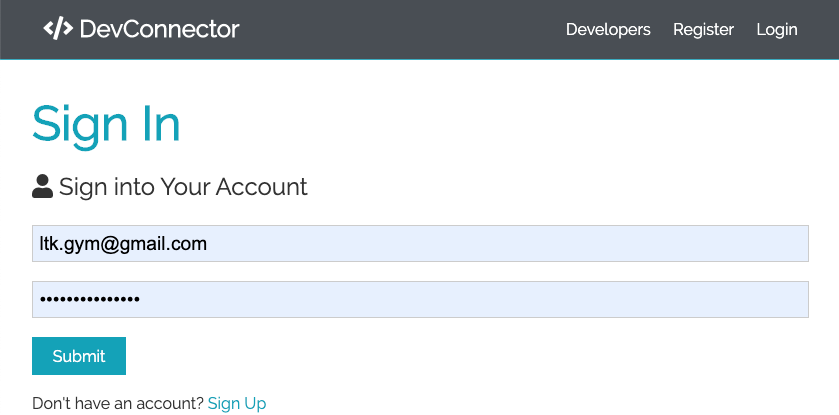 </> DevConnector
Developers Register Login
Sign In
Sign into Your Account
ltk.gym@gmail.com
•••••••••••••••
Submit
Don't have an account? Sign Up